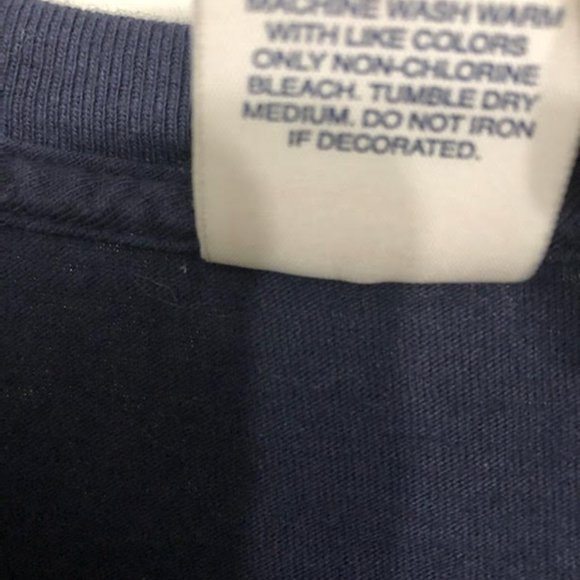 MACHINE WASH WARM
WITH LIKE COLORS
ONLY NON-CHLORINE
BLEACH. TUMBLE DRY
MEDIUM. DO NOT IRON
IF DECORATED.